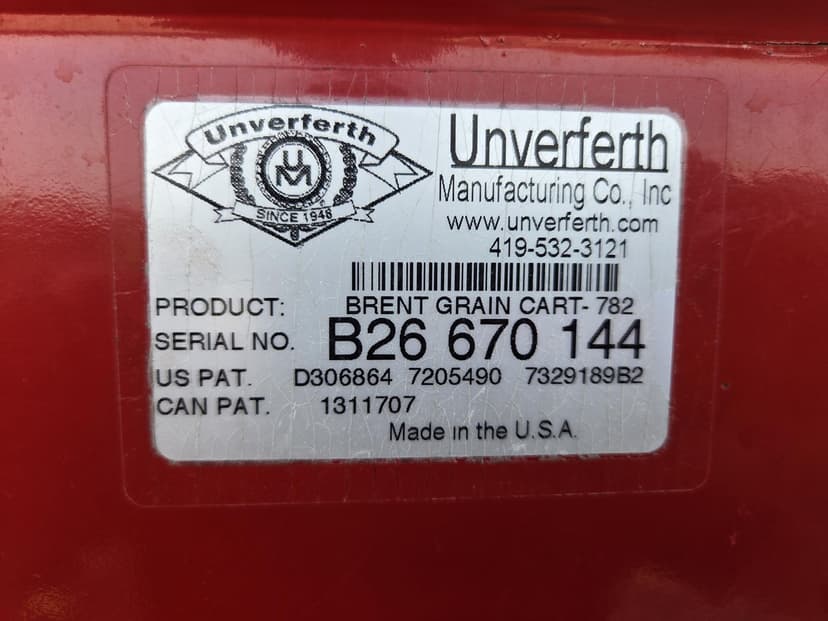 Unverferth
UM
SINCE 1948
Unverferth
Manufacturing Co., Inc
www.unverferth.com
419-532-3121
PRODUCT: BRENT GRAIN CART- 782
SERIAL NO. B26 670 144
US PAT. D306864 7205490 7329189B2
CAN PAT. 1311707
Made in the U.S.A.